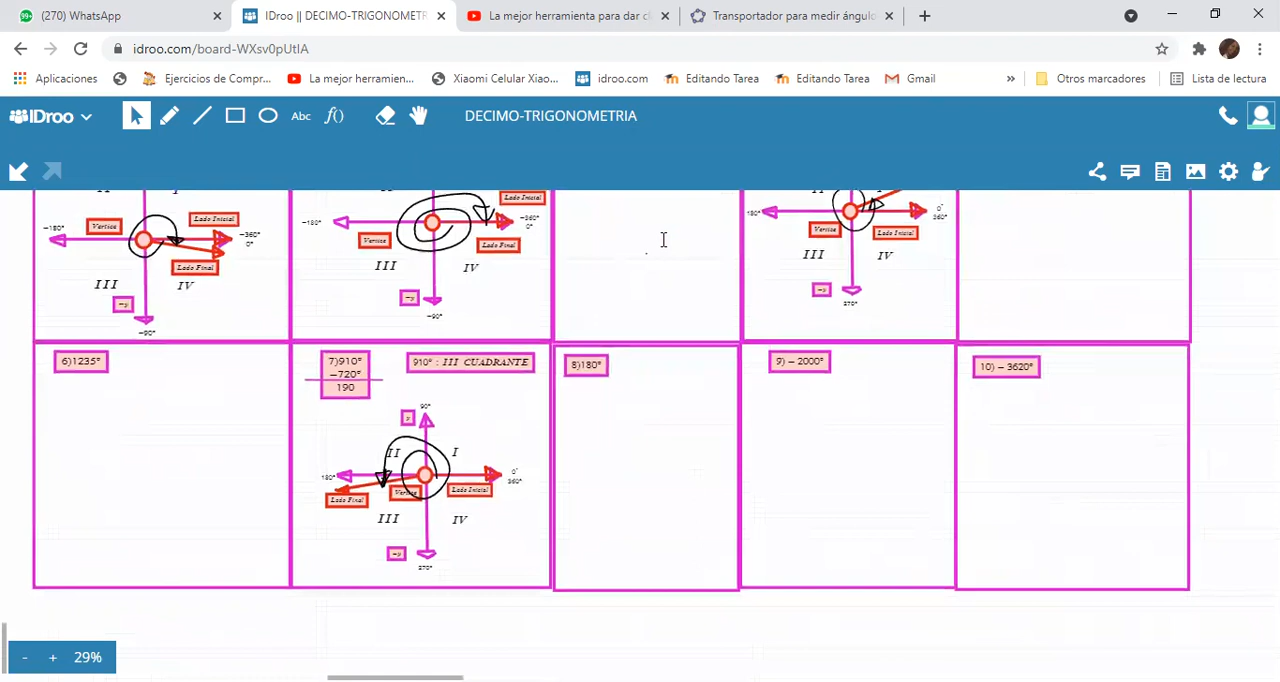 (270) WhatsApp
IDroo || DECIMO-TRIGONOMETR
La mejor herramienta para dar cl
Transportador para medir ángulo
idroo.com/board-WXsv0pUtIA
Aplicaciones
Ejercicios de Compr...
La mejor herramien...
Xiaomi Celular Xiao...
idroo.com
Editando Tarea
Editando Tarea
Gmail
»
Otros marcadores
Lista de lectura
IDroo
Abc
f()
DECIMO-TRIGONOMETRIA
Vertice
Lado Inicial
-180°
-360°
0°
Lado Final
III
IV
-y
-90°
Lado Inicial
-180°
-360°
0°
Vertice
Lado Final
III
IV
-y
-90°
180°
0°
360°
Vertice
Lado Inicial
III
IV
-y
270°
6)1235°
7)910°
-720°
190
910° : III CUADRANTE
90°
y
II
I
180°
0°
360°
Lado Final
Vertice
Lado Inicial
III
IV
-y
270°
8)180°
9) - 2000°
10) - 3620°
- + 29%